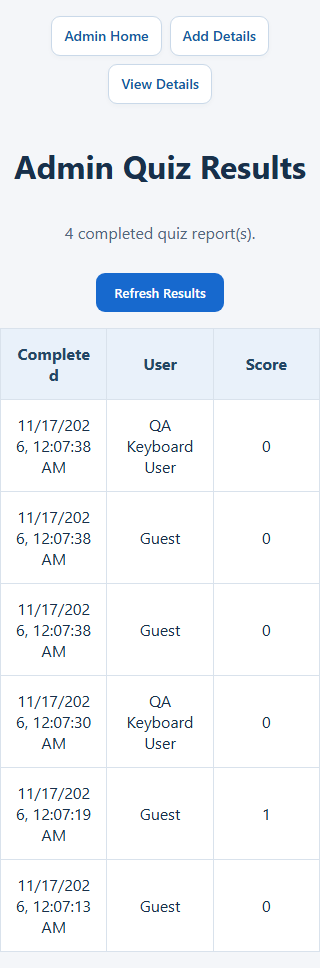 Admin Home
Add Details
View Details
Admin Quiz Results
4 completed quiz report(s).
Refresh Results
Complete
d
User
Score
11/17/202
6, 12:07:38
AM
QA
Keyboard
User
0
11/17/202
6, 12:07:38
AM
Guest
0
11/17/202
6, 12:07:38
AM
Guest
0
11/17/202
6, 12:07:30
AM
QA
Keyboard
User
0
11/17/202
6, 12:07:19
AM
Guest
1
11/17/202
6, 12:07:13
AM
Guest
0